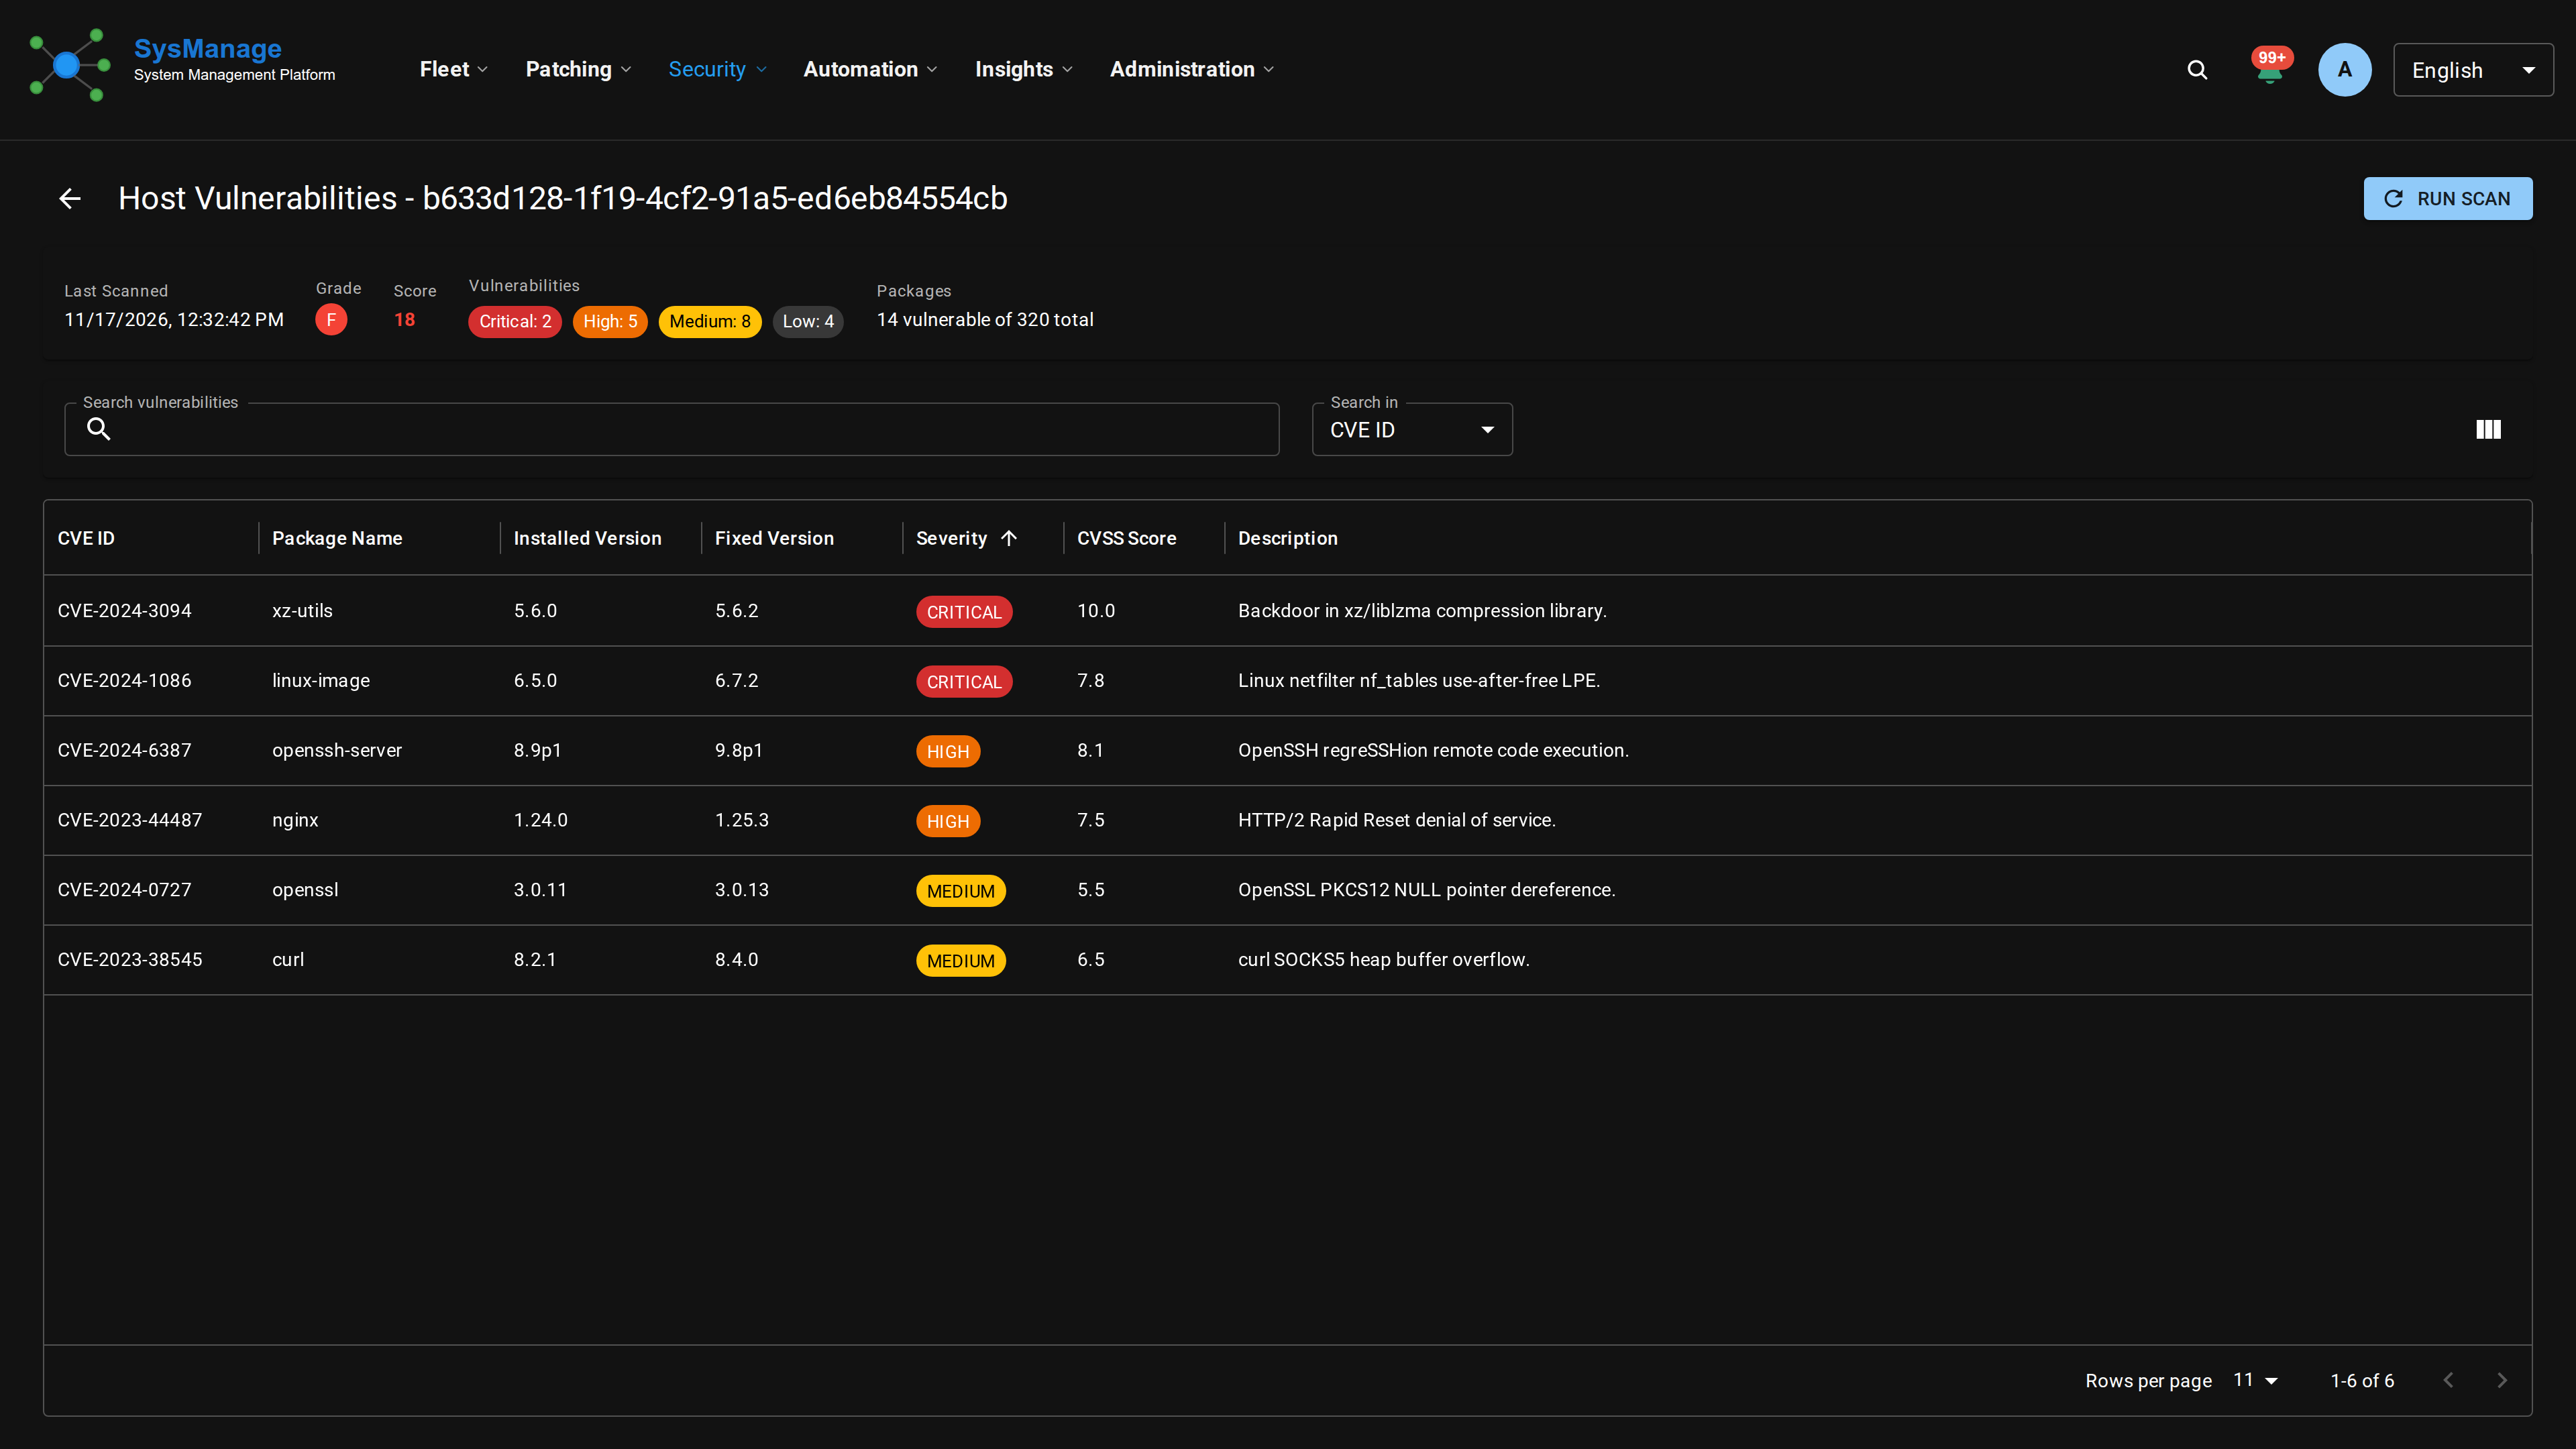 SysManage
System Management Platform
Fleet
Patching
Security
Automation
Insights
Administration
99+
A
English
Host Vulnerabilities - b633d128-1f19-4cf2-91a5-ed6eb84554cb
RUN SCAN
Last Scanned
11/17/2026, 12:32:42 PM
Grade
F
Score
18
Vulnerabilities
Critical: 2
High: 5
Medium: 8
Low: 4
Packages
14 vulnerable of 320 total
Search vulnerabilities
Search in
CVE ID
CVE ID Package Name Installed Version Fixed Version Severity CVSS Score Description
CVE-2024-3094 xz-utils 5.6.0 5.6.2 CRITICAL 10.0 Backdoor in xz/liblzma compression library.
CVE-2024-1086 linux-image 6.5.0 6.7.2 CRITICAL 7.8 Linux netfilter nf_tables use-after-free LPE.
CVE-2024-6387 openssh-server 8.9p1 9.8p1 HIGH 8.1 OpenSSH regreSSHion remote code execution.
CVE-2023-44487 nginx 1.24.0 1.25.3 HIGH 7.5 HTTP/2 Rapid Reset denial of service.
CVE-2024-0727 openssl 3.0.11 3.0.13 MEDIUM 5.5 OpenSSL PKCS12 NULL pointer dereference.
CVE-2023-38545 curl 8.2.1 8.4.0 MEDIUM 6.5 curl SOCKS5 heap buffer overflow.
Rows per page 11 1-6 of 6